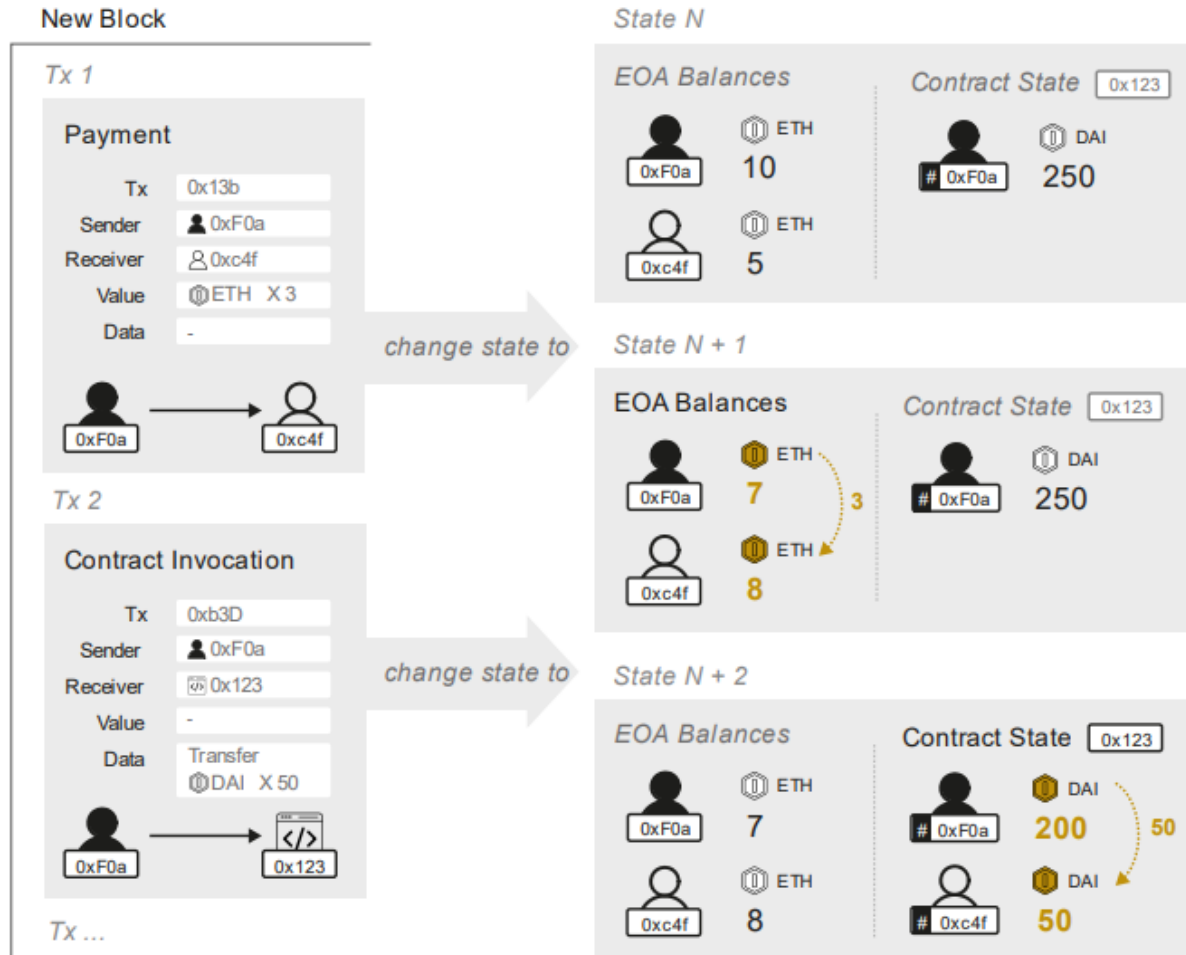 New Block
Tx 1
Payment
Tx 0x13b
Sender 0xF0a
Receiver 0xc4f
Value ETH X 3
Data -
0xF0a
0xc4f
Tx 2
Contract Invocation
Tx 0xb3D
Sender 0xF0a
Receiver </> 0x123
Value -
Data Transfer
DAI X 50
</>
0xF0a
0x123
Tx ...
change state to
change state to
State N
EOA Balances
ETH
0xF0a 10
ETH
0xc4f 5
Contract State 0x123
DAI
# 0xF0a 250
State N + 1
EOA Balances
ETH
0xF0a 7
3
ETH
0xc4f 8
Contract State 0x123
DAI
# 0xF0a 250
State N + 2
EOA Balances
ETH
0xF0a 7
ETH
0xc4f 8
Contract State 0x123
DAI
# 0xF0a 200
50
DAI
# 0xc4f 50